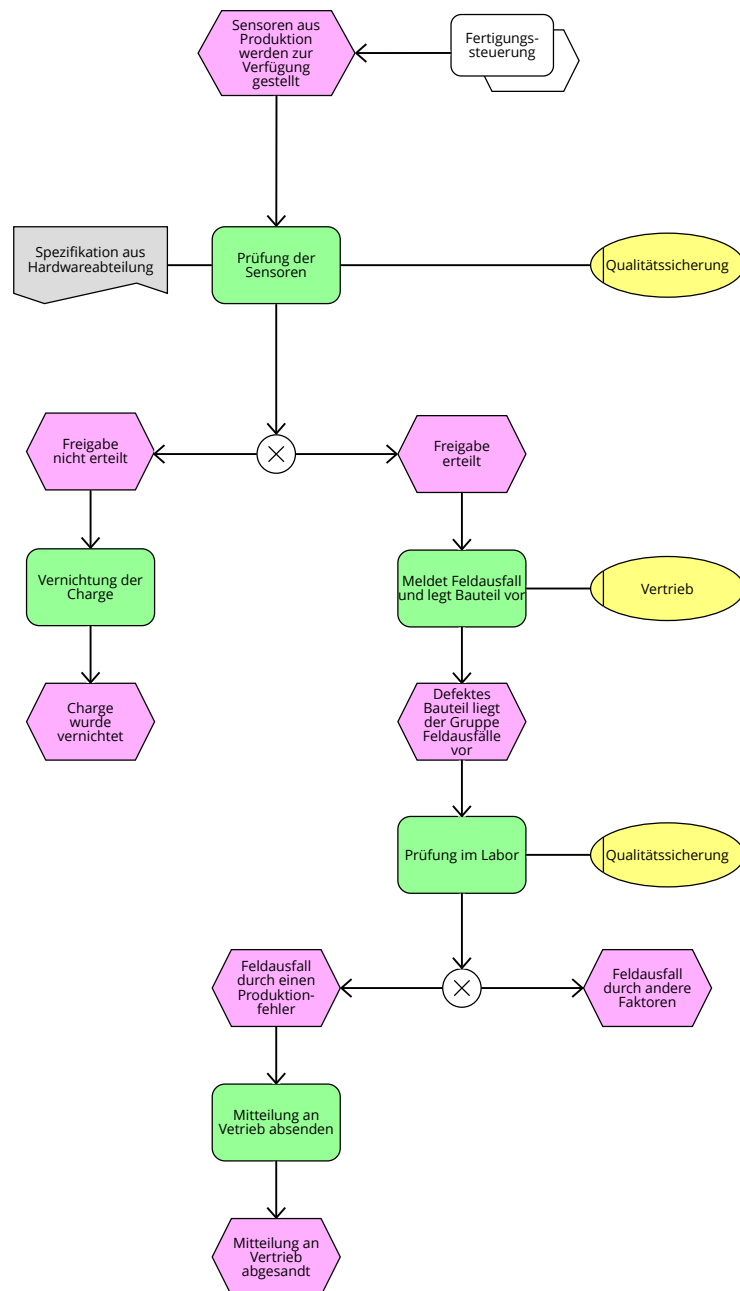 Sensoren aus
Produktion
werden zur
Verfügung
gestellt
Fertigungs-
steuerung
Spezifikation aus
Hardwareabteilung
Prüfung der
Sensoren
Qualitätssicherung
Freigabe
nicht erteilt
Freigabe
erteilt
Vernichtung der
Charge
Meldet Feldausfall
und legt Bauteil vor
Vertrieb
Charge
wurde
vernichtet
Defektes
Bauteil liegt
der Gruppe
Feldausfälle
vor
Prüfung im Labor
Qualitätssicherung
Feldausfall
durch einen
Produktion-
fehler
Feldausfall
durch andere
Faktoren
Mitteilung an
Vetrieb absenden
Mitteilung an
Vertrieb
abgesandt